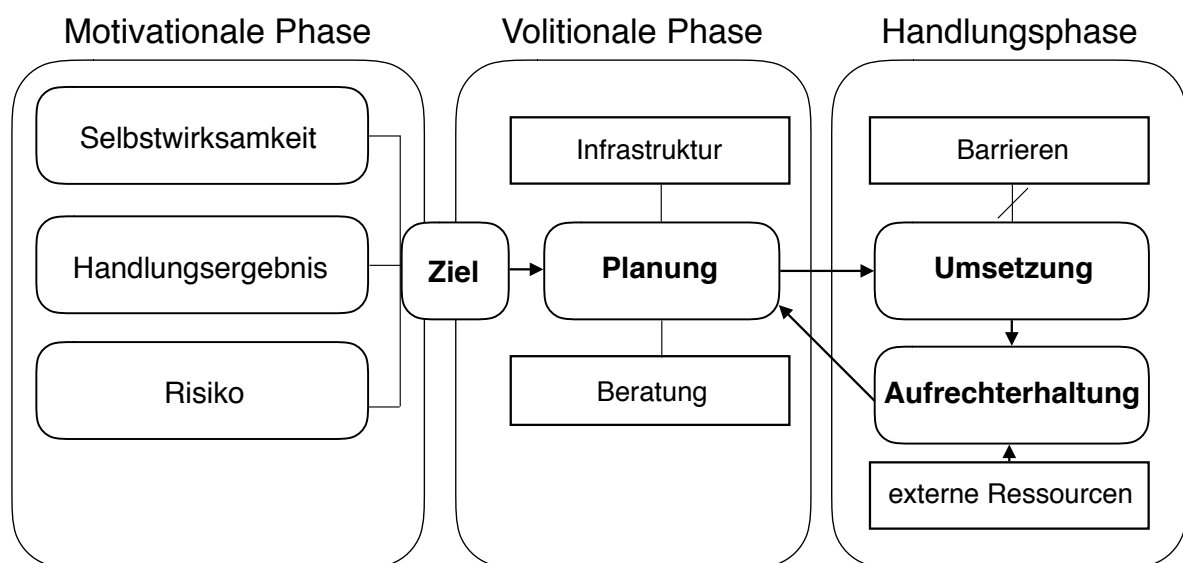 Motivationale Phase
Volitionale Phase
Handlungsphase
Selbstwirksamkeit
Handlungsergebnis
Risiko
Ziel
Infrastruktur
Planung
Beratung
Barrieren
Umsetzung
Aufrechterhaltung
externe Ressourcen